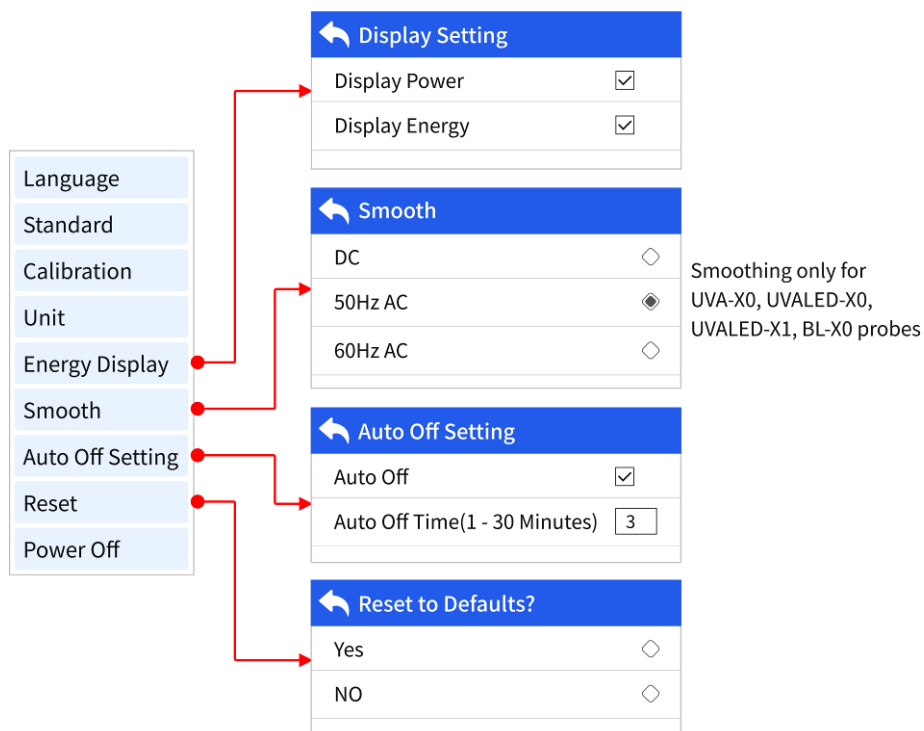 Language
Standard
Calibration
Unit
Energy Display
Smooth
Auto Off Setting
Reset
Power Off
Display Setting
Display Power
Display Energy
Smooth
DC
50Hz AC
60Hz AC
Smoothing only for
UVA-X0, UVALED-X0,
UVALED-X1, BL-X0 probes
Auto Off Setting
Auto Off
Auto Off Time(1 - 30 Minutes) 3
Reset to Defaults?
Yes
NO